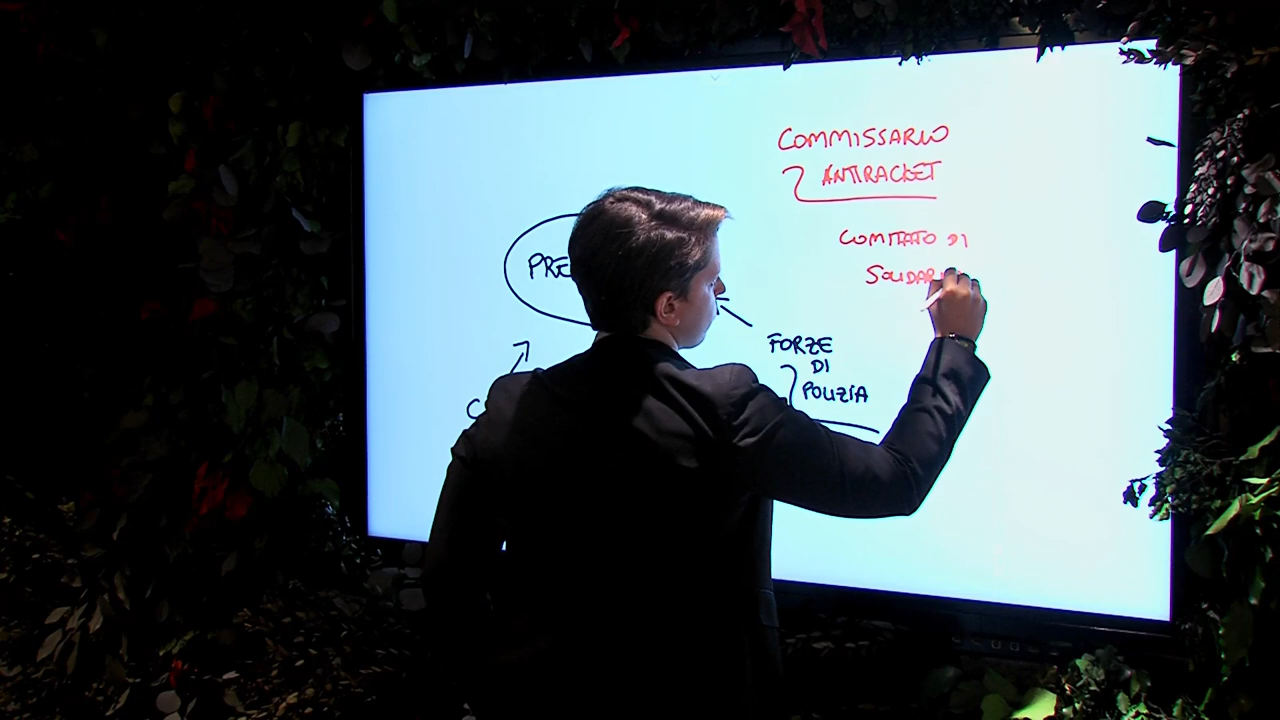 COMMISSARIO
ANTIRACKET
COMITATO DI
FORZE
DI
POLIZIA